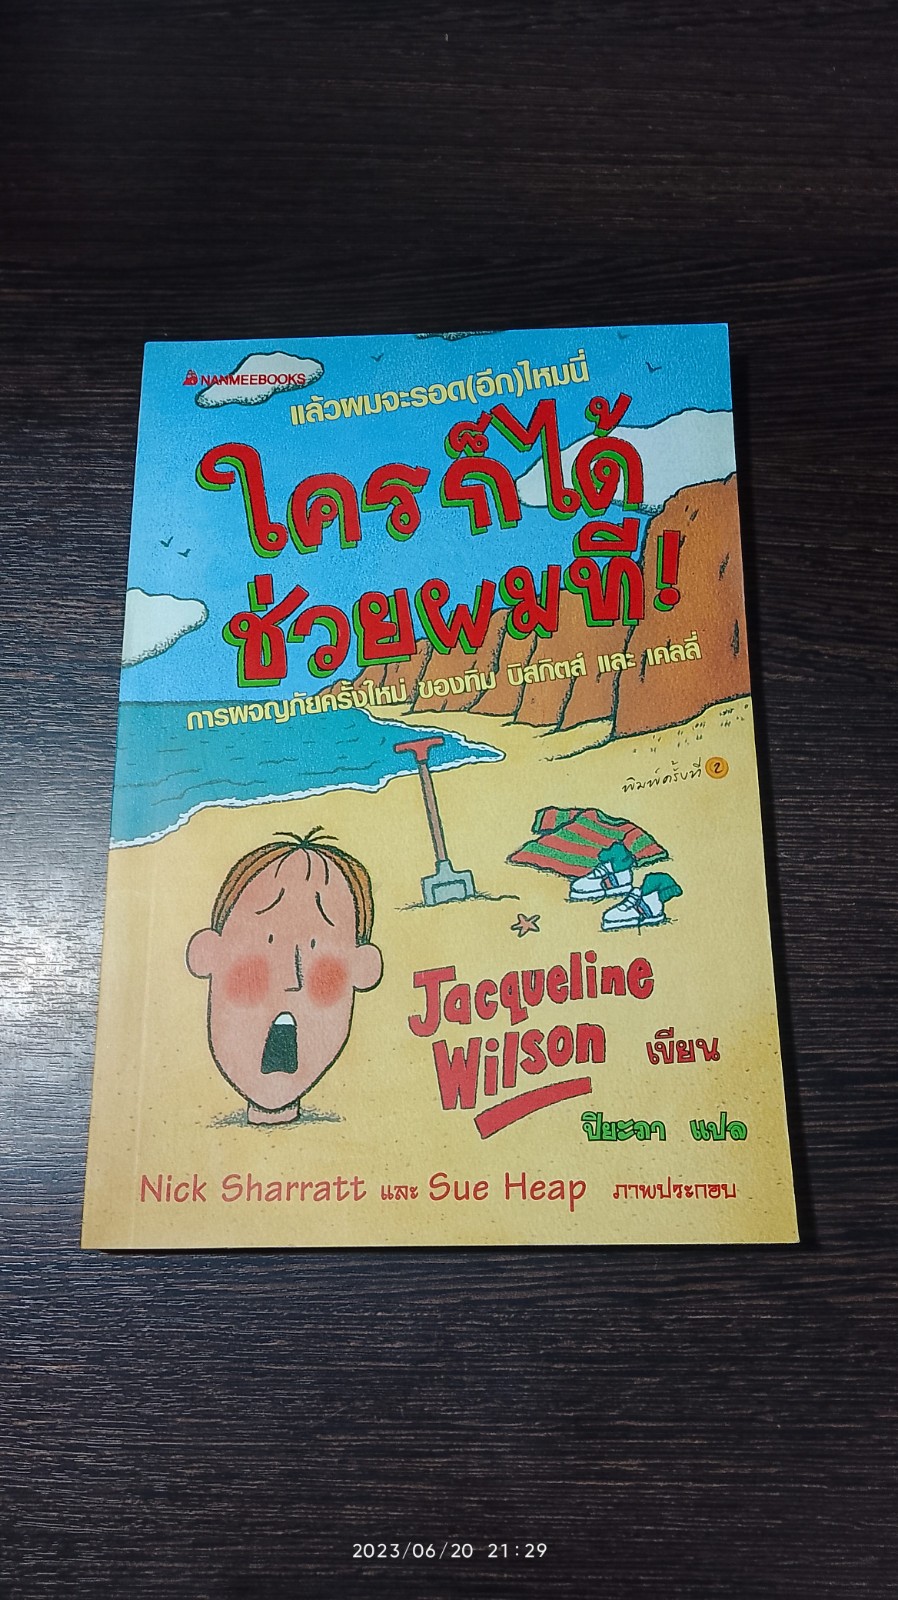 NANMEEBOOKS
แล้วผมจะรอด(อีก)ไหมนี่
ใครก็ได้
ช่วยผมที!
การผจญภัยครั้งใหม่ ของทิม บิสกิตส์ และ เคลลี่
พิมพ์ครั้งที่ 2
Jacqueline
Wilson เขียน
ปิยะภา แปล
Nick Sharratt และ Sue Heap ภาพประกอบ
2023/06/20 21:29